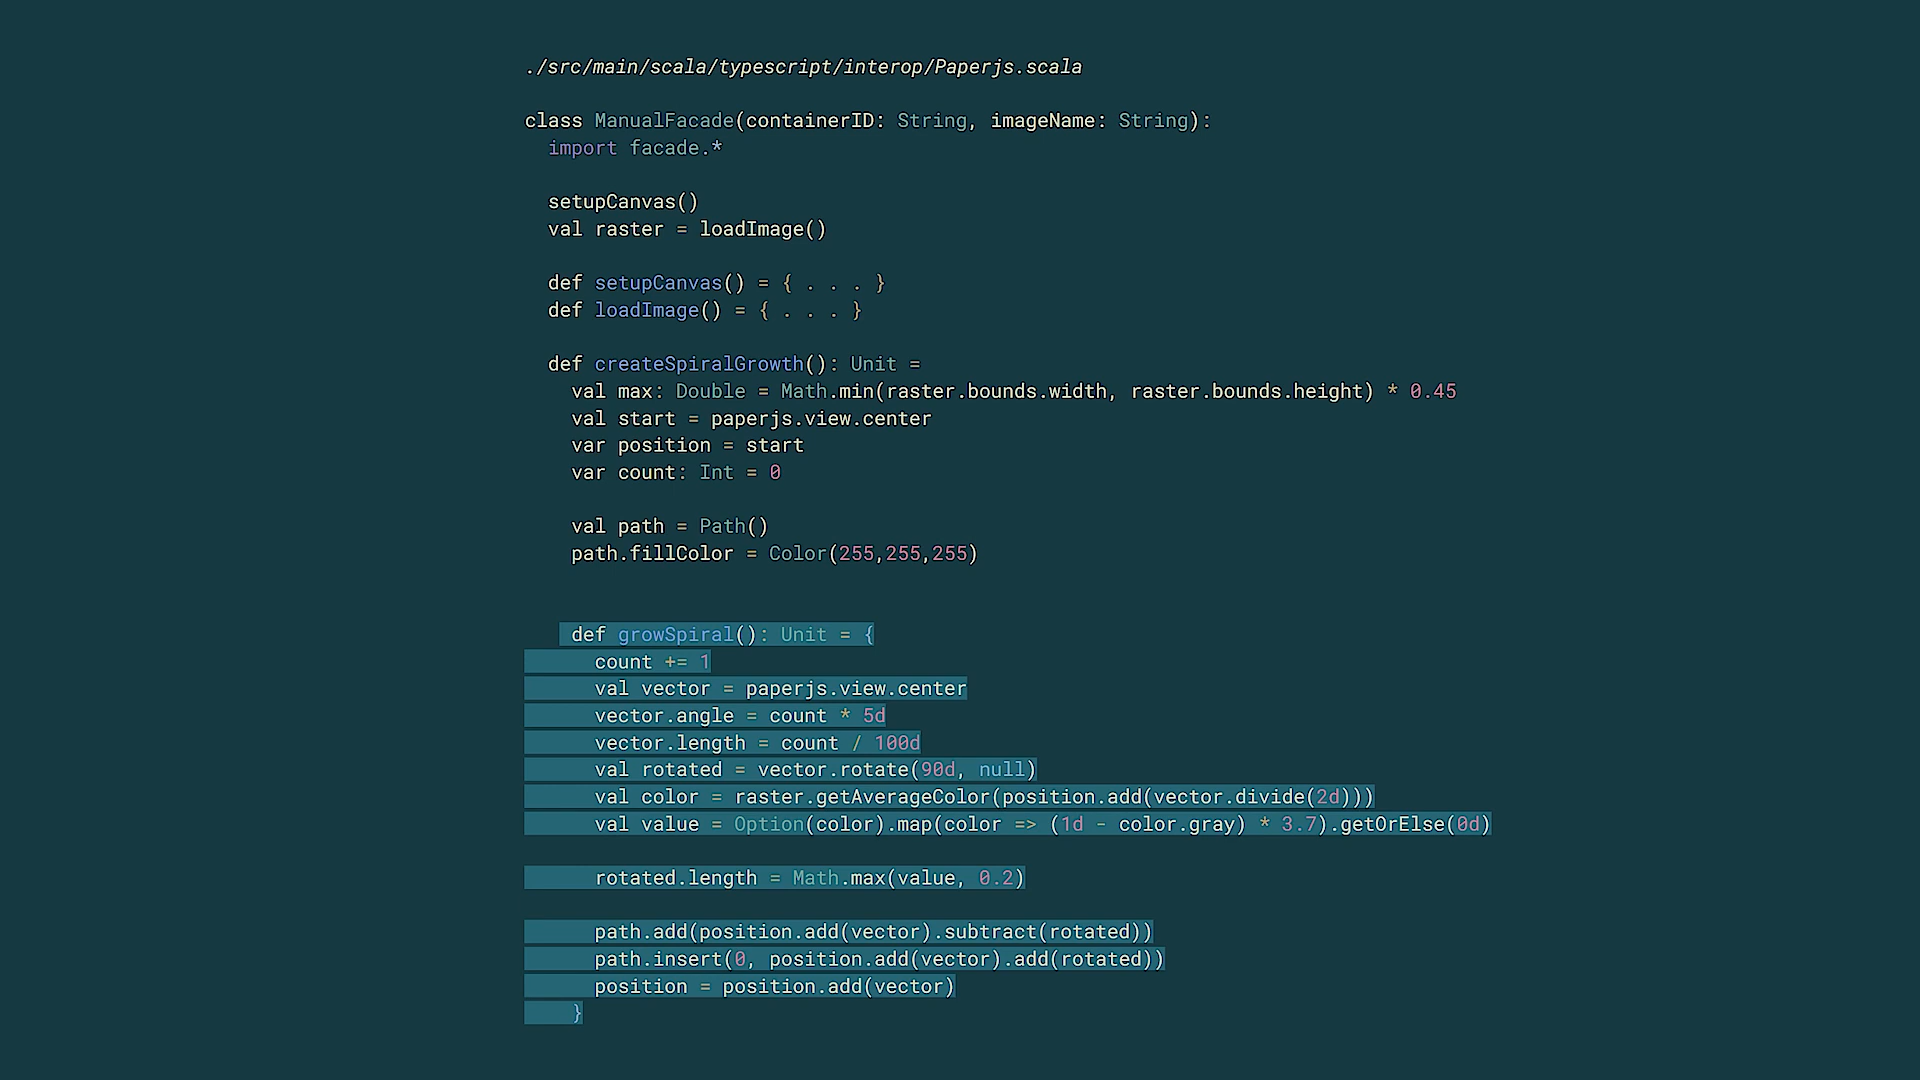 ./src/main/scala/typescript/interop/Paperjs.scala
class ManualFacade(containerID: String, imageName: String):
import facade.*
setupCanvas()
val raster = loadImage()
def setupCanvas() = { . . . }
def loadImage() = { . . . }
def createSpiralGrowth(): Unit =
val max: Double = Math.min(raster.bounds.width, raster.bounds.height) * 0.45
val start = paperjs.view.center
var position = start
var count: Int = 0
val path = Path()
path.fillColor = Color(255,255,255)
def growSpiral(): Unit = {
count += 1
val vector = paperjs.view.center
vector.angle = count * 5d
vector.length = count / 100d
val rotated = vector.rotate(90d, null)
val color = raster.getAverageColor(position.add(vector.divide(2d)))
val value = Option(color).map(color => (1d - color.gray) * 3.7).getOrElse(0d)
rotated.length = Math.max(value, 0.2)
path.add(position.add(vector).subtract(rotated))
path.insert(0, position.add(vector).add(rotated))
position = position.add(vector)
}